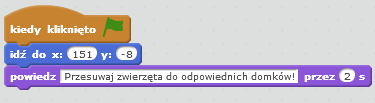 kiedy kliknięto
idź do x: 151 y: -8
powiedz Przesuwaj zwierzęta do odpowiednich domków! przez 2 s